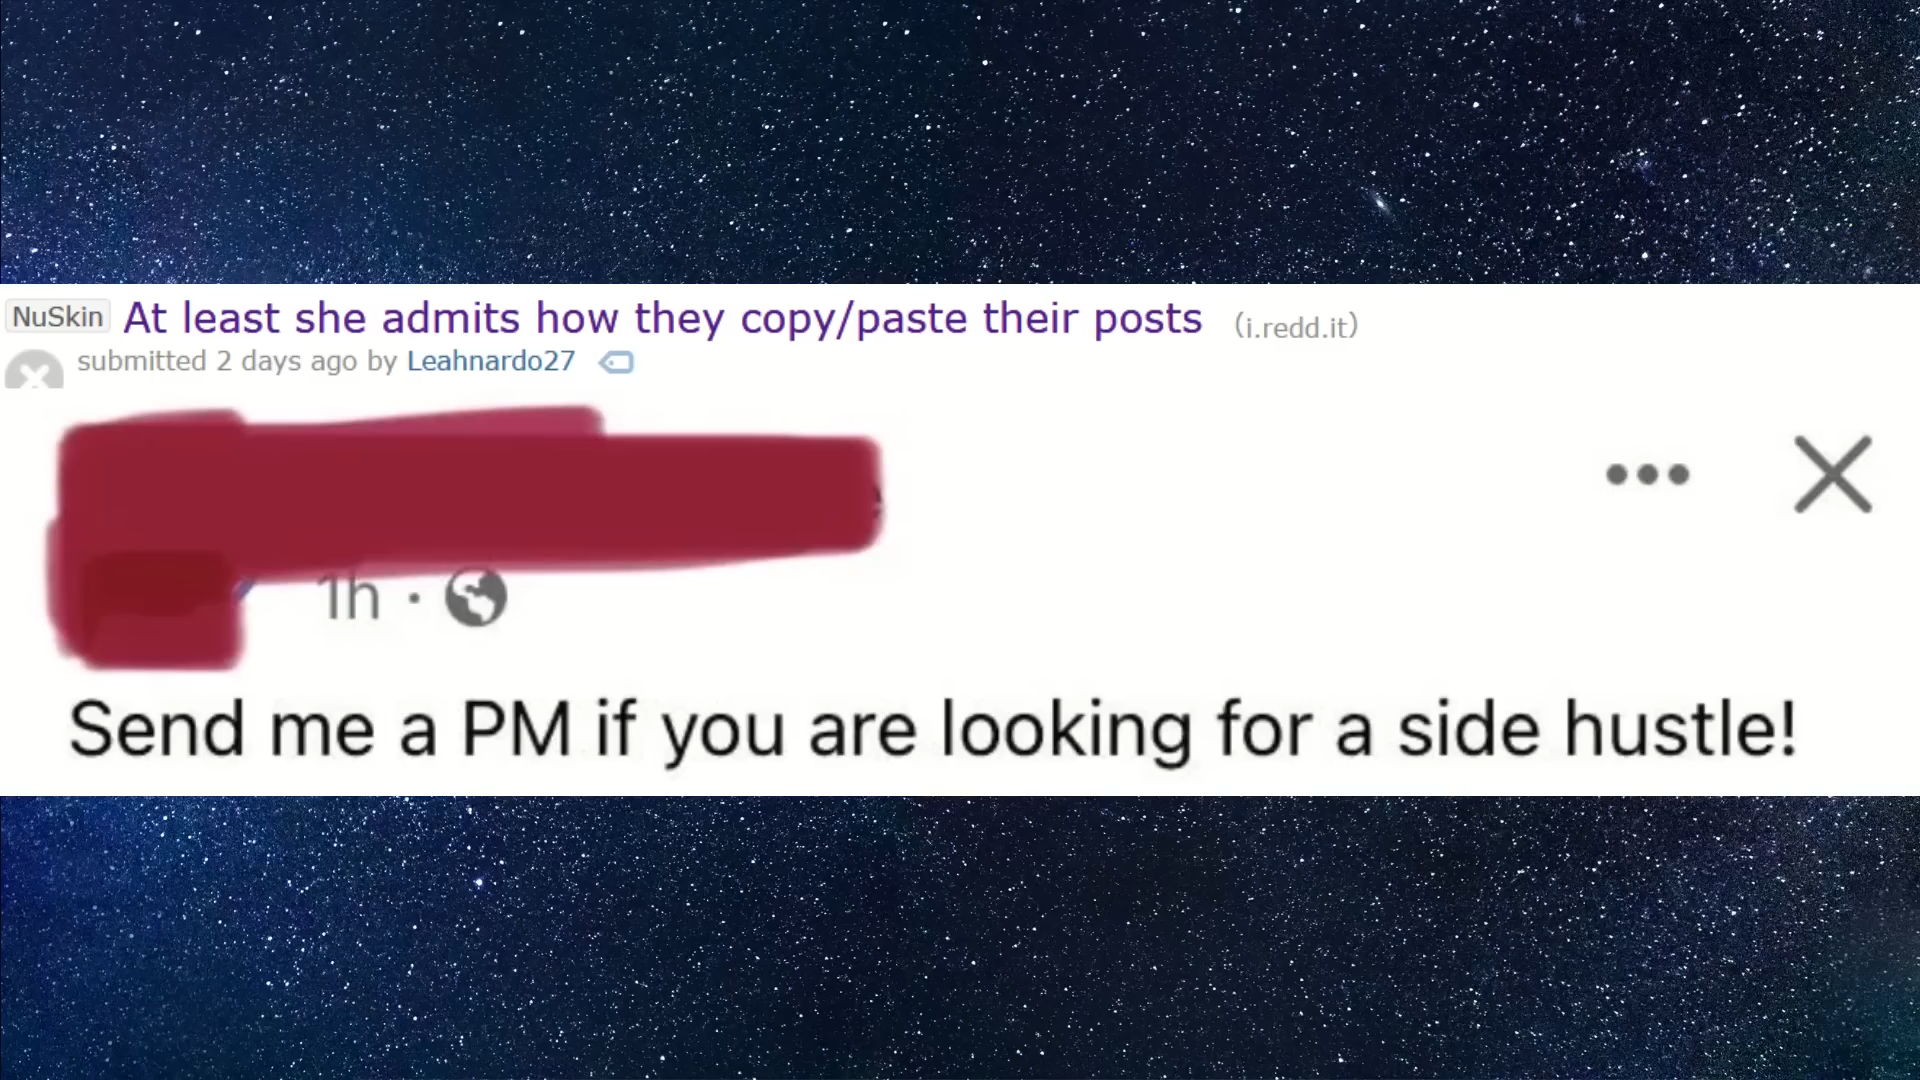 NuSkin At least she admits how they copy/paste their posts (i.redd.it)
submitted 2 days ago by Leahnardo27
1h ·
Send me a PM if you are looking for a side hustle!